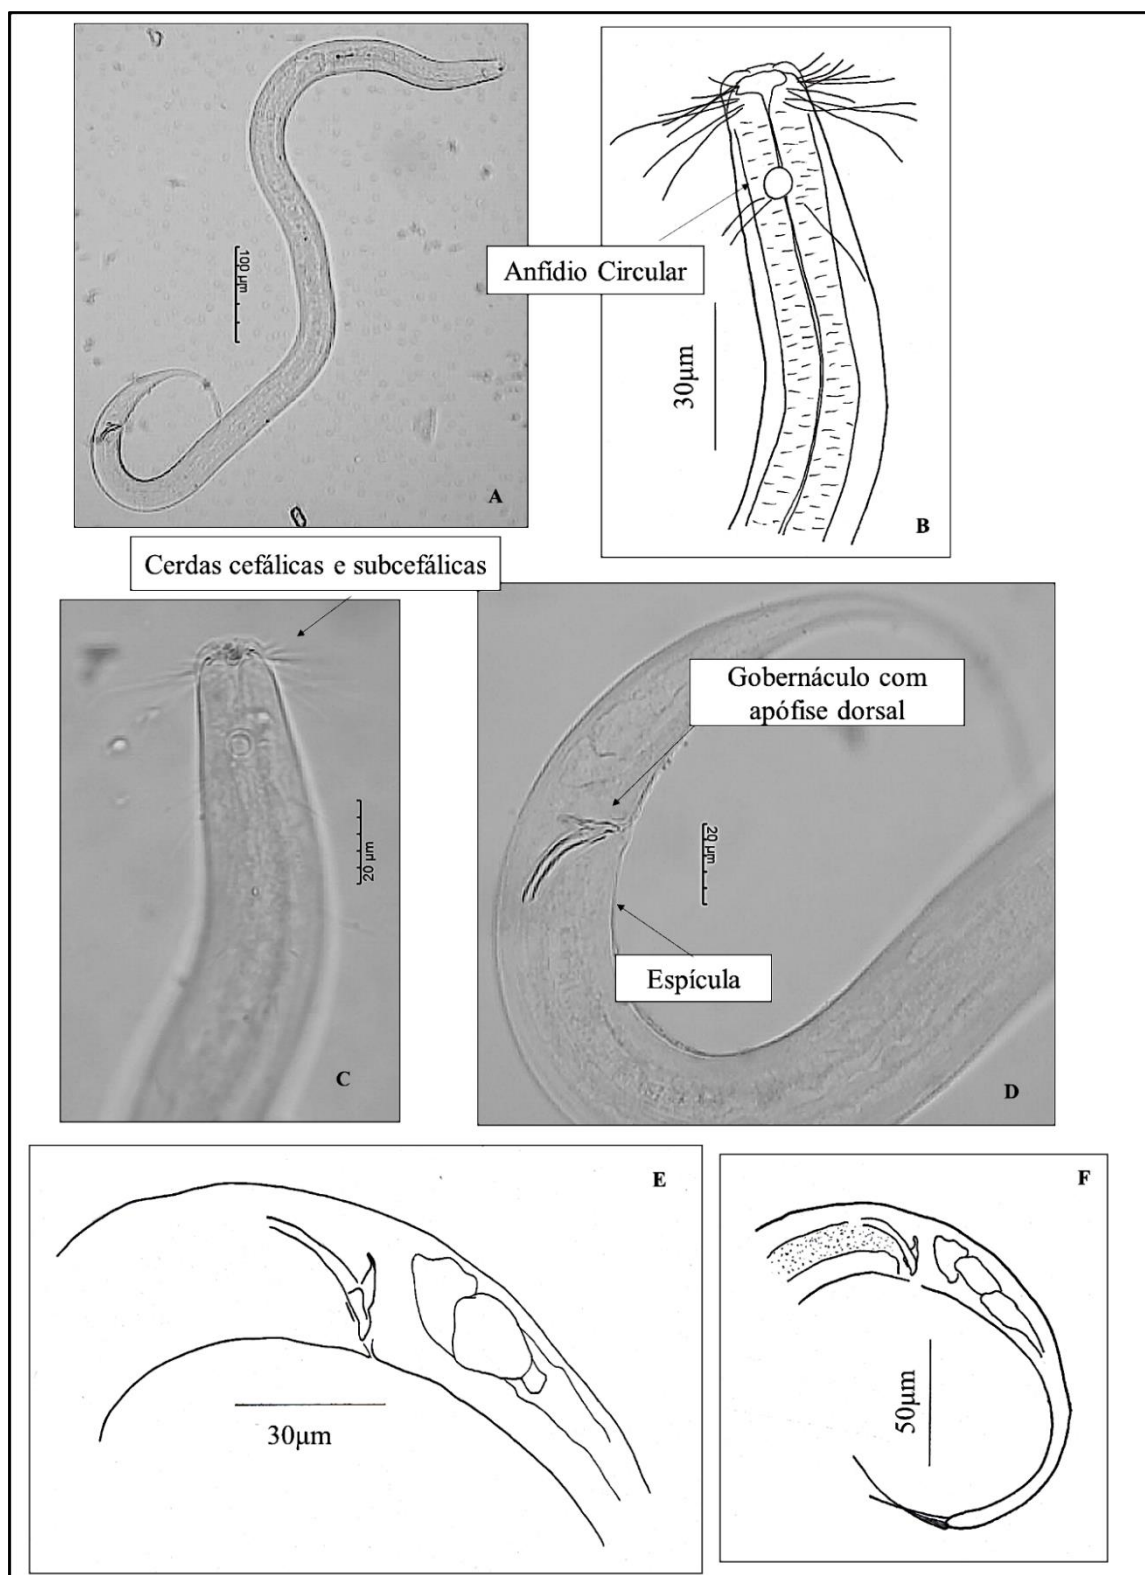 100 µm
A
Anfídio Circular
30µm
B
Cerdas cefálicas e subcefálicas
20 µm
C
Gobernáculo com
apófise dorsal
20 µm
Espícula
D
E
30µm
F
50µm